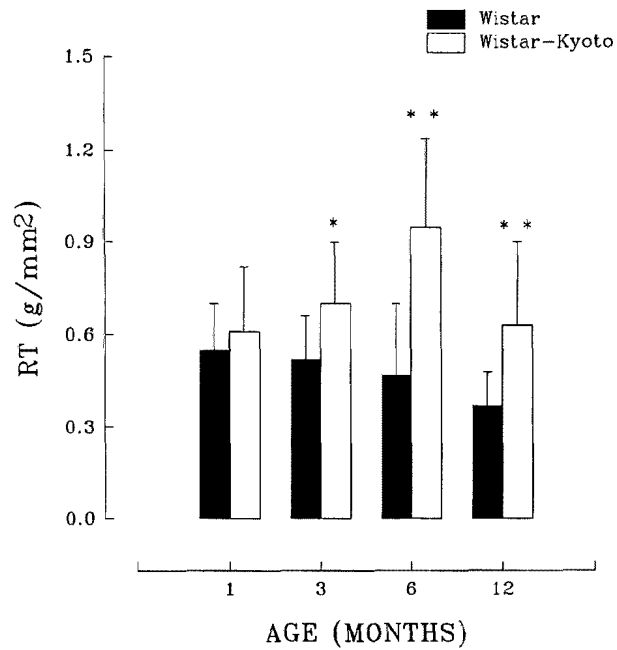 Wistar
Wistar-Kyoto
1.5
1.2
0.9
0.6
0.3
0.0
RT (g/mm2)
* *
*
* *
1 3 6 12
AGE (MONTHS)